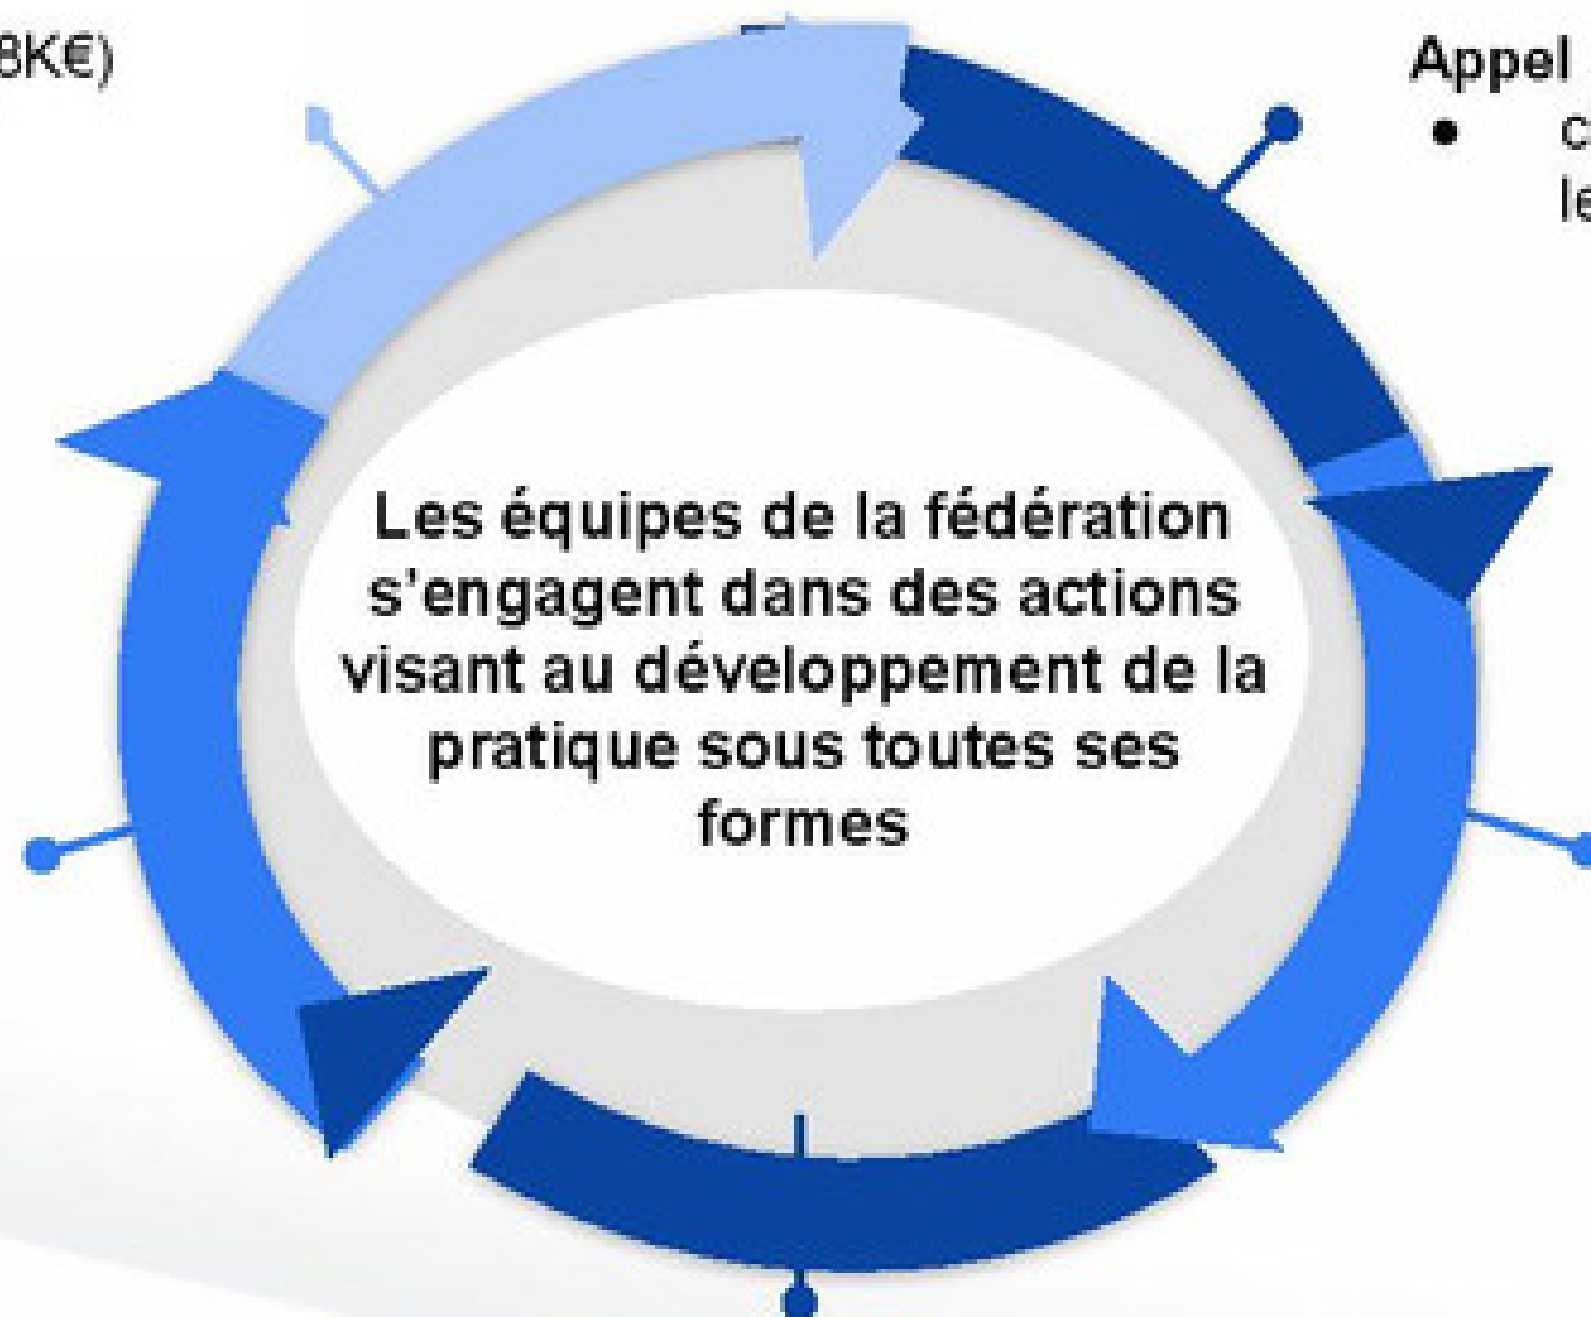 8K€)
Appel
•
Les équipes de la fédération
s'engagent dans des actions
visant au développement de la
pratique sous toutes ses
formes